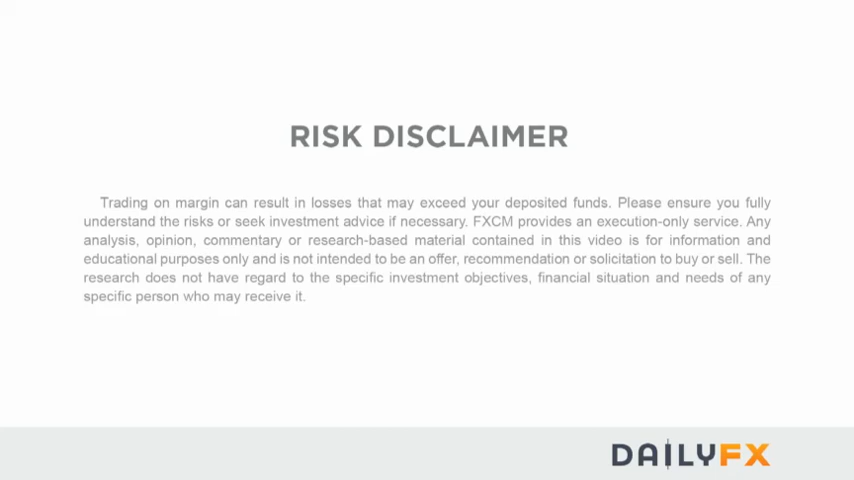 RISK DISCLAIMER
Trading on margin can result in losses that may exceed your deposited funds. Please ensure you fully
understand the risks or seek investment advice if necessary. FXCM provides an execution-only service. Any
analysis, opinion, commentary or research-based material contained in this video is for information and
educational purposes only and is not intended to be an offer, recommendation or solicitation to buy or sell. The
research does not have regard to the specific investment objectives, financial situation and needs of any
specific person who may receive it.
DAILYFX